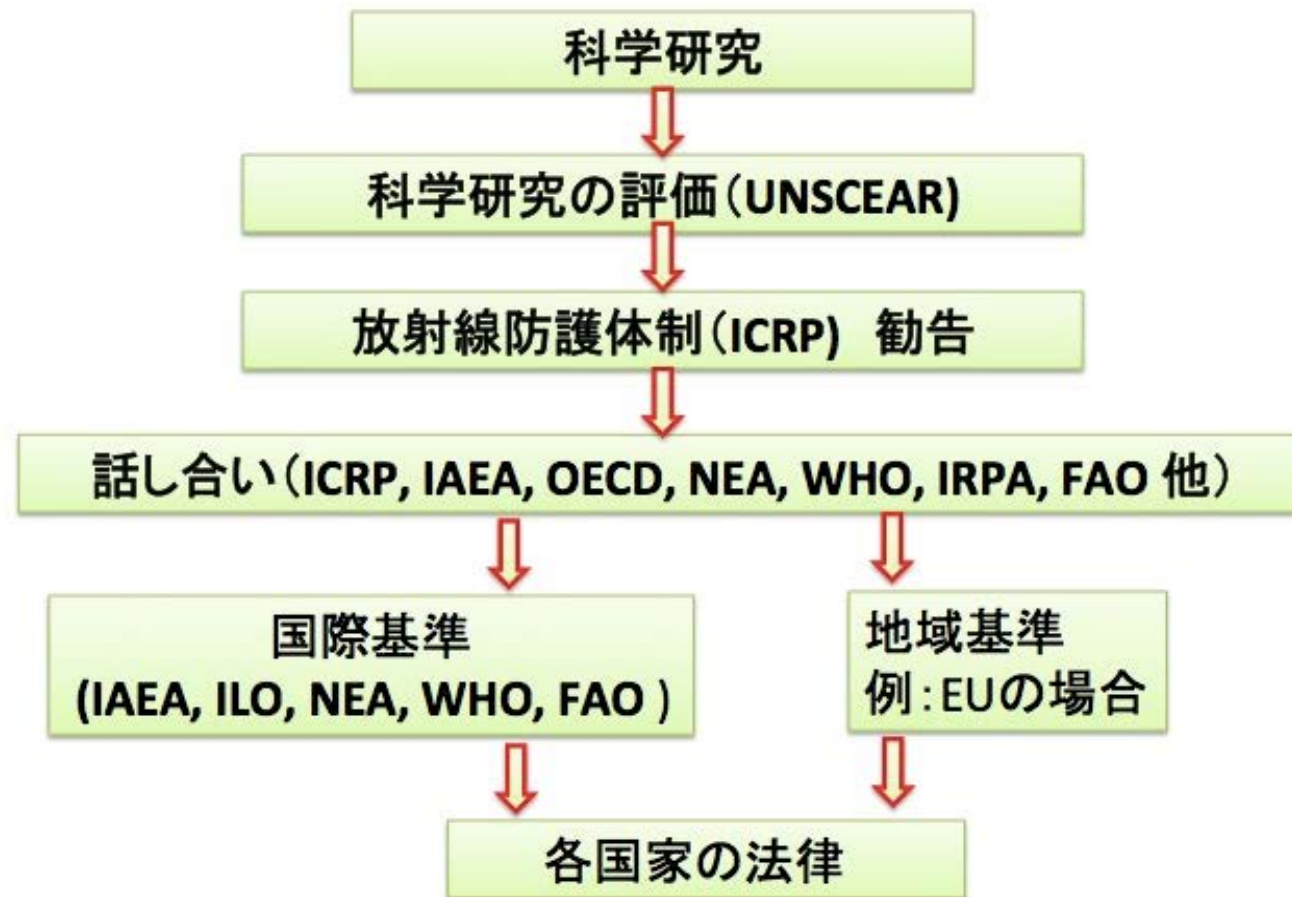 科学研究
科学研究の評価（UNSCEAR)
放射線防護体制（ICRP)　勧告
話し合い（ICRP, IAEA, OECD, NEA, WHO, IRPA, FAO 他）
国際基準
(IAEA, ILO, NEA, WHO, FAO )
地域基準
例：EUの場合
各国家の法律